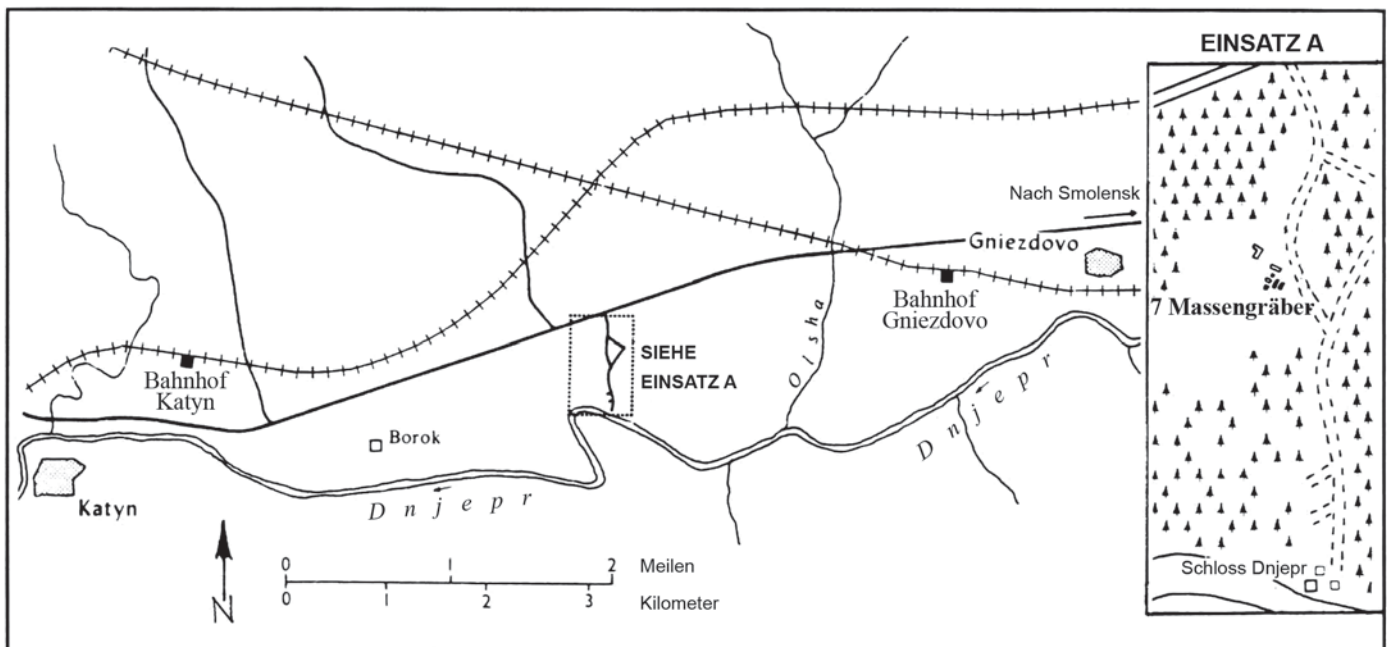 EINSATZ A
Nach Smolensk
Gniezdovo
Bahnhof
Gniezdovo
7 Massengräber
Olsha
SIEHE
EINSATZ A
Bahnhof
Katyn
Borok
Dnjepr
Dnjepr
Katyn
Schloss Dnjepr
N
0 1 2 Meilen
0 1 2 3
Kilometer